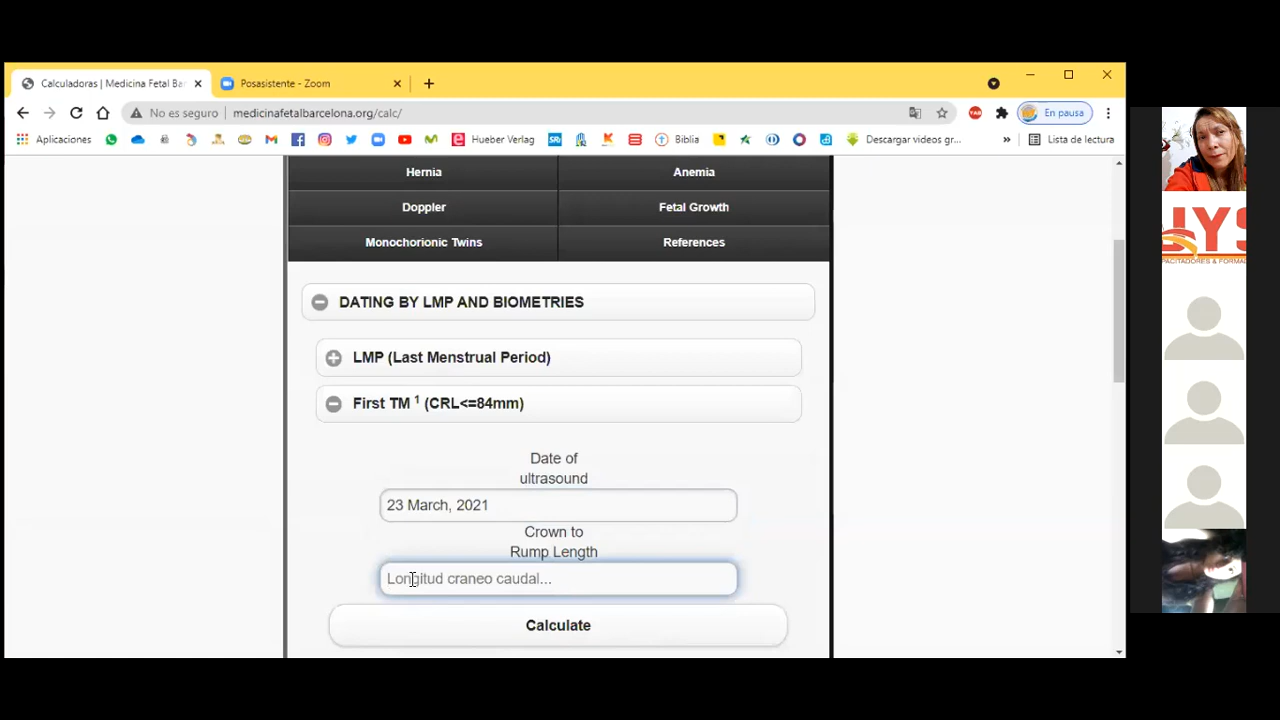 Calculadoras | Medicina Fetal Bar
Posasistente - Zoom
No es seguro
medicinafetalbarcelona.org/calc/
En pausa
Aplicaciones
Hueber Verlag
Biblia
Descargar videos gr...
»
Lista de lectura
Hernia
Anemia
Doppler
Fetal Growth
Monochorionic Twins
References
DATING BY LMP AND BIOMETRIES
LMP (Last Menstrual Period)
First TM 1 (CRL<=84mm)
Date of
ultrasound
23 March, 2021
Crown to
Rump Length
Longitud craneo caudal...
Calculate